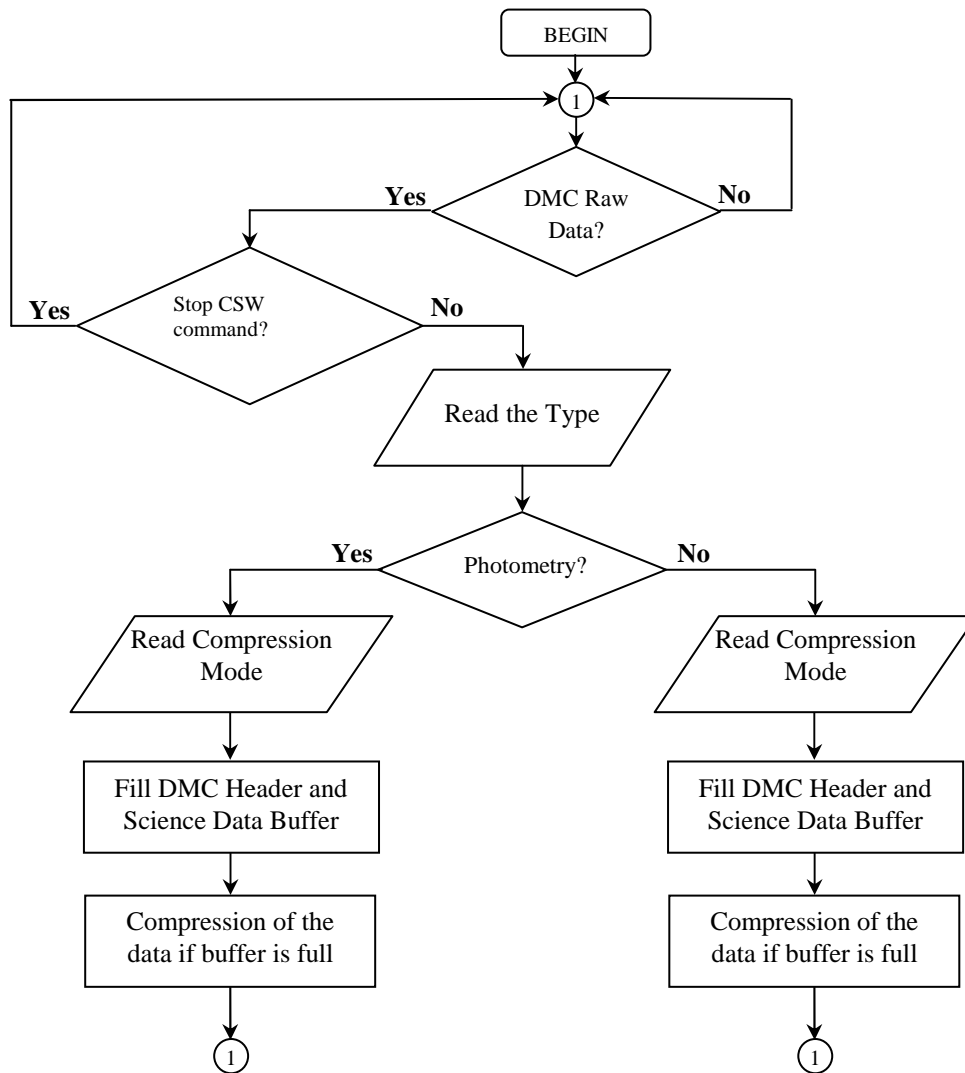 BEGIN
1
DMC Raw
Data?
Yes
No
Stop CSW
command?
Yes
No
Read the Type
Photometry?
Yes
No
Read Compression
Mode
Read Compression
Mode
Fill DMC Header and
Science Data Buffer
Fill DMC Header and
Science Data Buffer
Compression of the
data if buffer is full
Compression of the
data if buffer is full
1
1